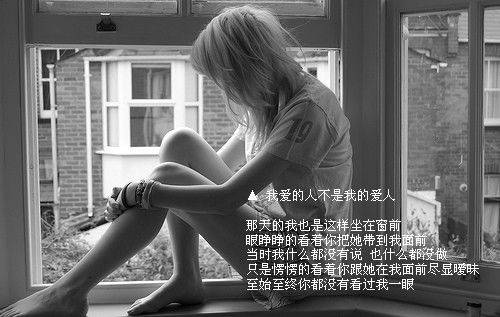 ▲ 我爱的人不是我的爱人
那天的我也是这样坐在窗前
眼睁睁的看着你把她带到我面前
当时我什么都没有说 也什么都没做
只是愣愣的看着你跟她在我面前尽显暧昧
至始至终你都没有看过我一眼
19